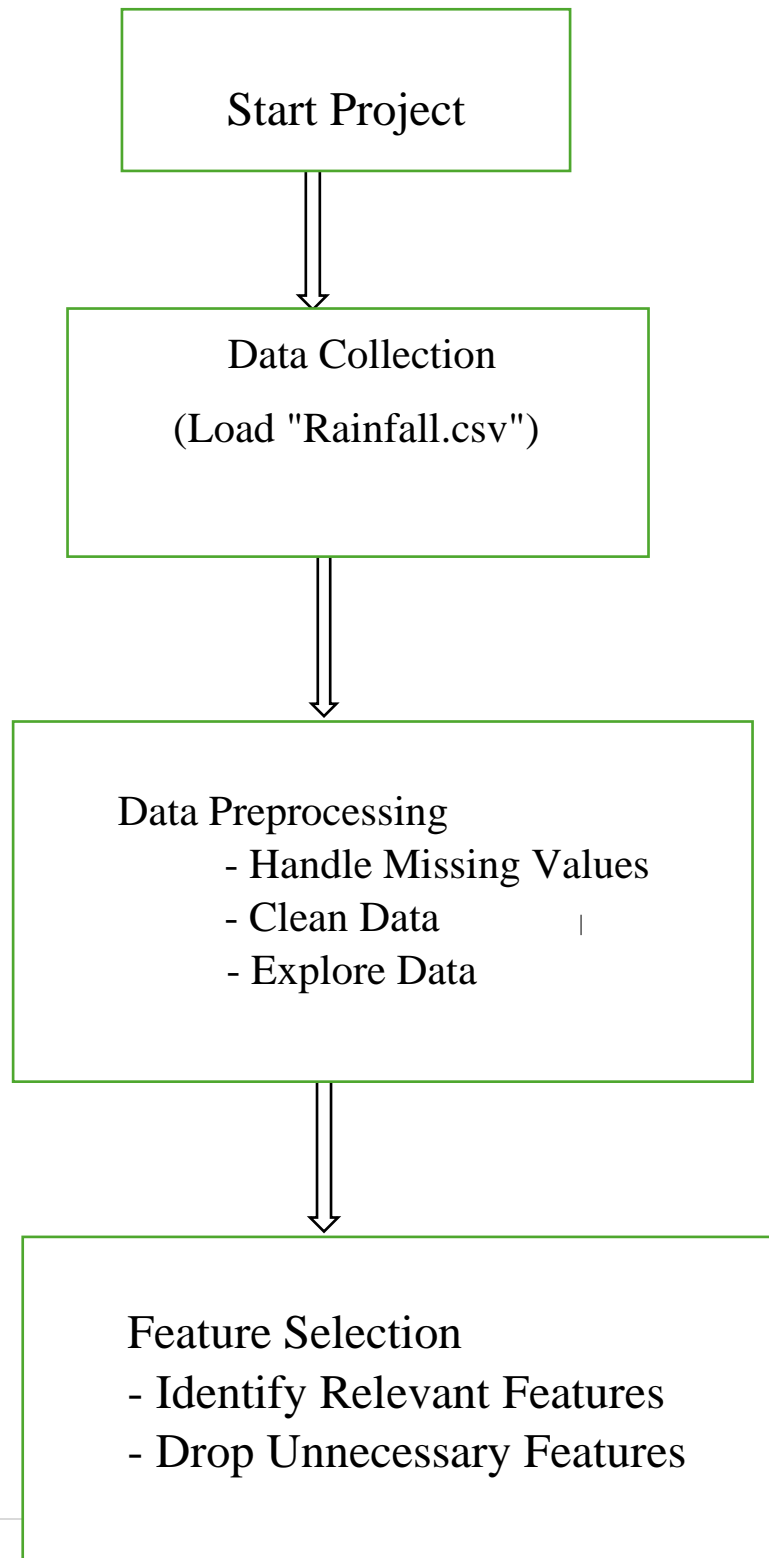 Start Project
Data Collection
(Load "Rainfall.csv")
Data Preprocessing
- Handle Missing Values
- Clean Data
- Explore Data
Feature Selection
- Identify Relevant Features
- Drop Unnecessary Features